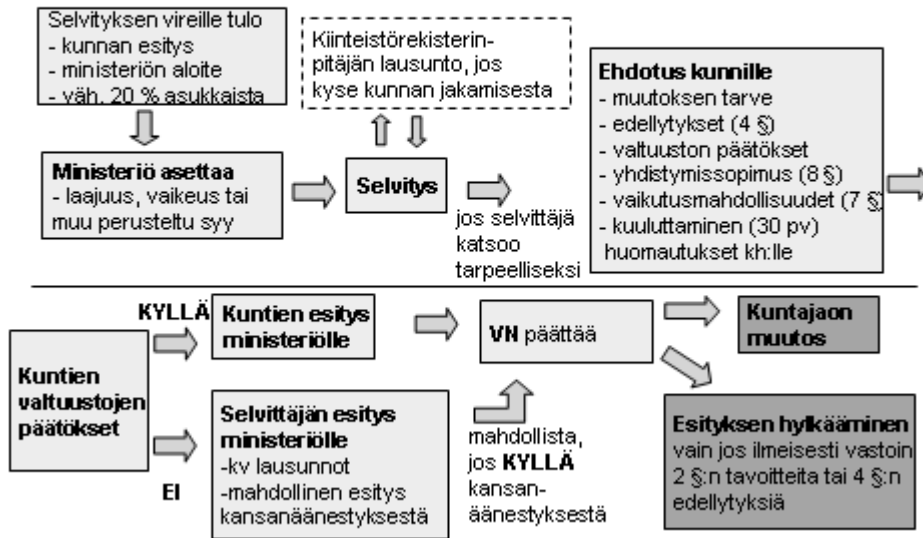 Selvityksen vireille tulo
- kunnan esitys
- ministeriön aloite
- väh. 20 % asukkaista
Kiinteistörekisterin-
pitäjän lausunto, jos
kyse kunnan jakamisesta
Ministeriö asettaa
- laajuus, vaikeus tai
muu perusteltu syy
Selvitys
jos selvittäjä
katsoo
tarpeelliseksi
Ehdotus kunnille
- muutoksen tarve
- edellytykset (4 §)
- valtuuston päätökset
- yhdistymissopimus (8 §)
- vaikutusmahdollisuudet (7 §)
- kuuluttaminen (30 pv)
huomautukset kh:lle
Kuntien
valtuustojen
päätökset
KYLLÄ
Kuntien esitys
ministeriölle
EI
Selvittäjän esitys
ministeriölle
-kv lausunnot
-mahdollinen esitys
kansanäänestyksestä
mahdollista,
jos KYLLÄ
kansan-
äänestyksestä
VN päättää
Kuntajaon
muutos
Esityksen hylkääminen
vain jos ilmeisesti vastoin
2 §:n tavoitteita tai 4 §:n
edellytyksiä